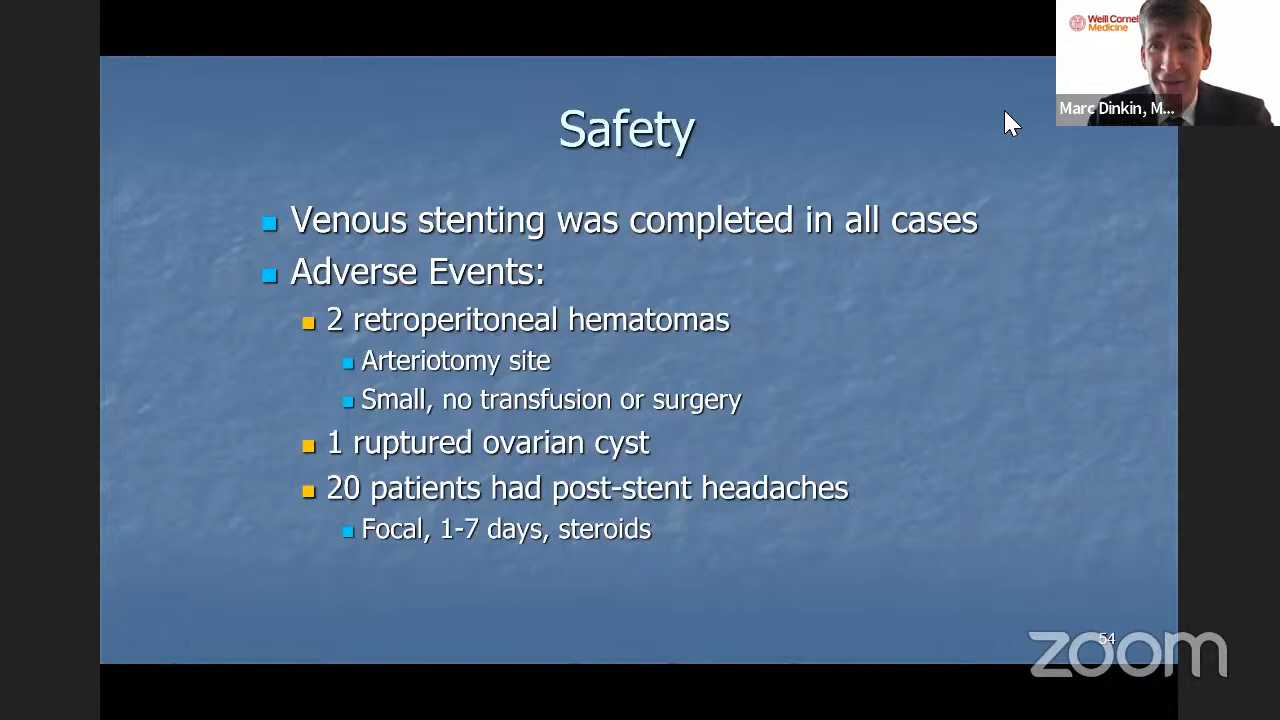 Weill Cornell
Medicine
Marc Dinkin, M...
Safety
Venous stenting was completed in all cases
Adverse Events:
2 retroperitoneal hematomas
Arteriotomy site
Small, no transfusion or surgery
1 ruptured ovarian cyst
20 patients had post-stent headaches
Focal, 1-7 days, steroids
54
zoom